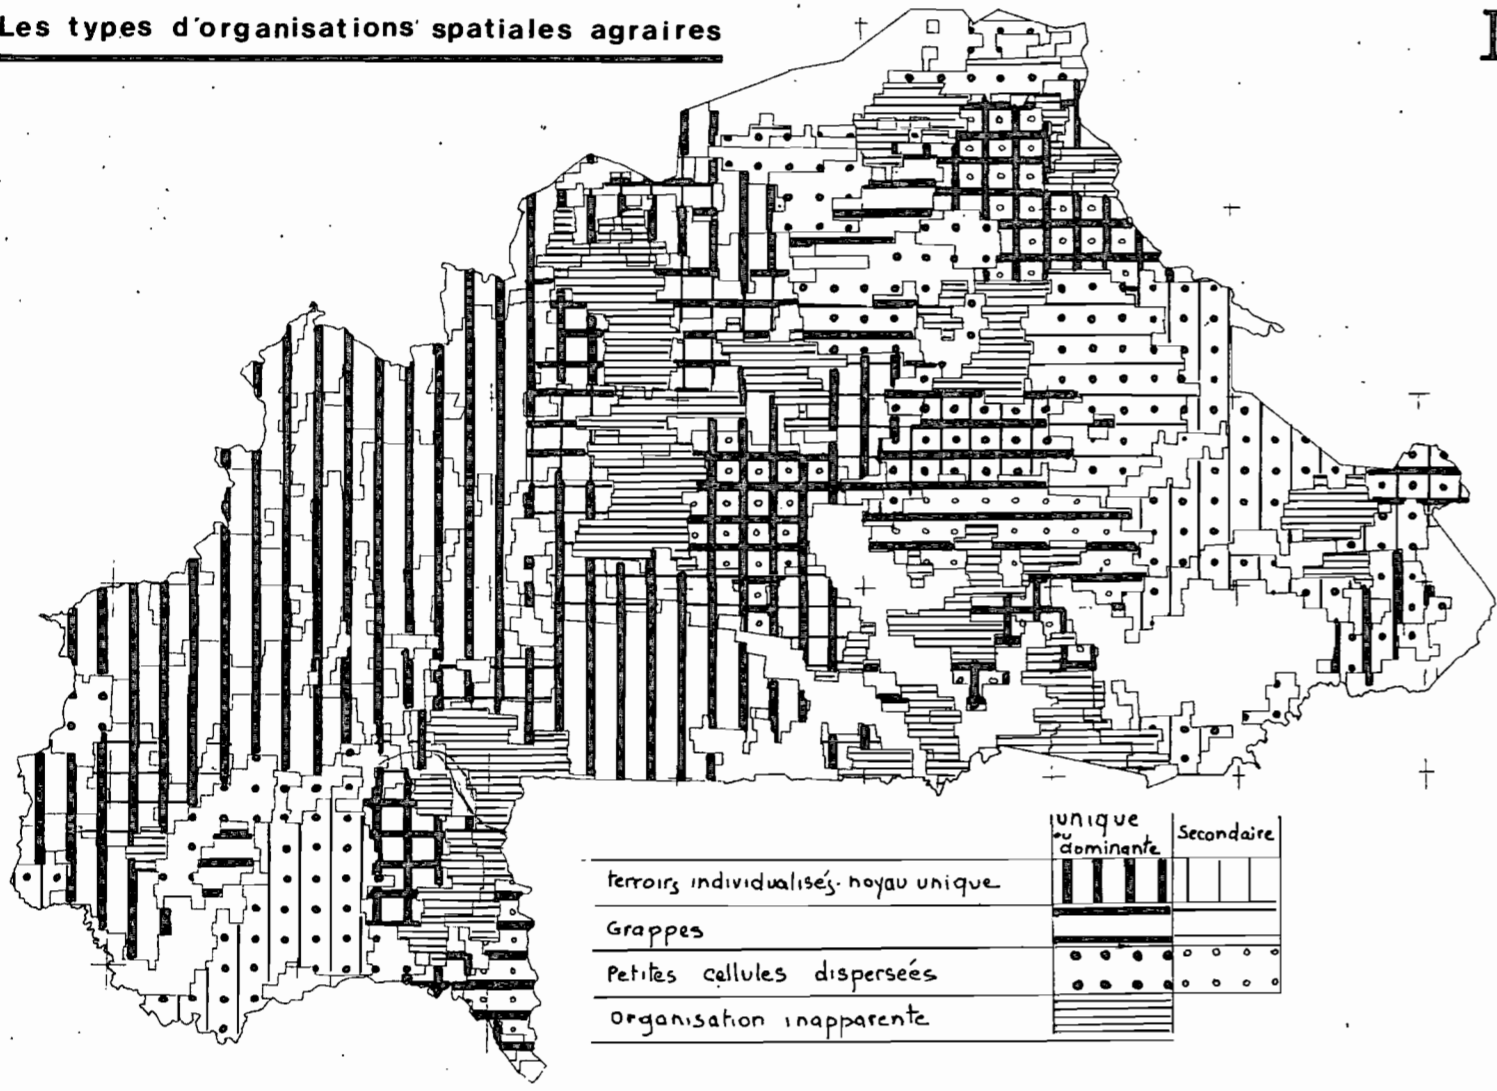 Les types d'organisations spatiales agraires
I
unique
ou
dominante
Secondaire
terroirs individualisés. noyau unique
Grappes
Petites cellules dispersées
organisation inapparente